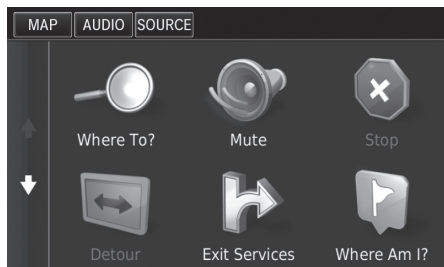 MAP AUDIO SOURCE
Where To? Mute Stop
Detour Exit Services Where Am I?